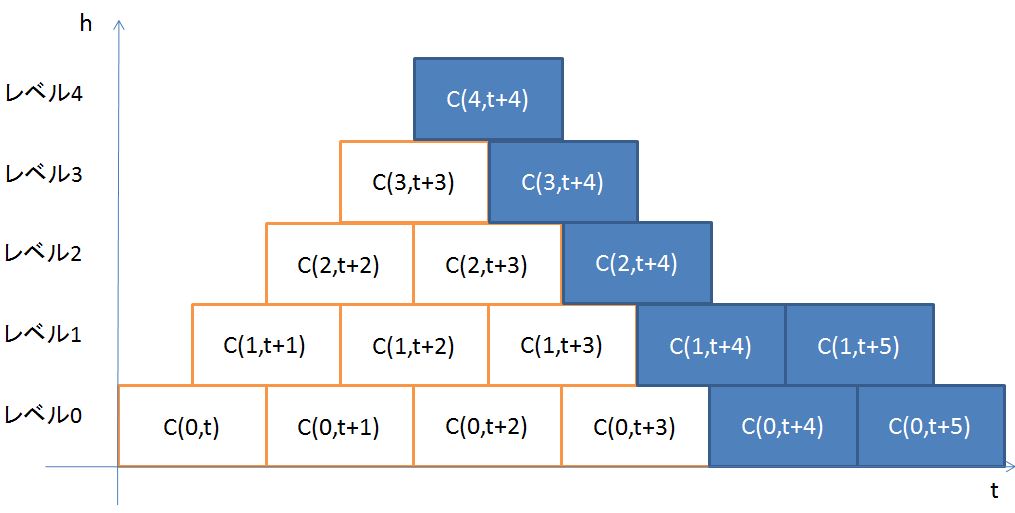 h
レベル4
C(4,t+4)
レベル3
C(3,t+3) C(3,t+4)
レベル2
C(2,t+2) C(2,t+3) C(2,t+4)
レベル1
C(1,t+1) C(1,t+2) C(1,t+3) C(1,t+4) C(1,t+5)
レベル0
C(0,t) C(0,t+1) C(0,t+2) C(0,t+3) C(0,t+4) C(0,t+5)
t